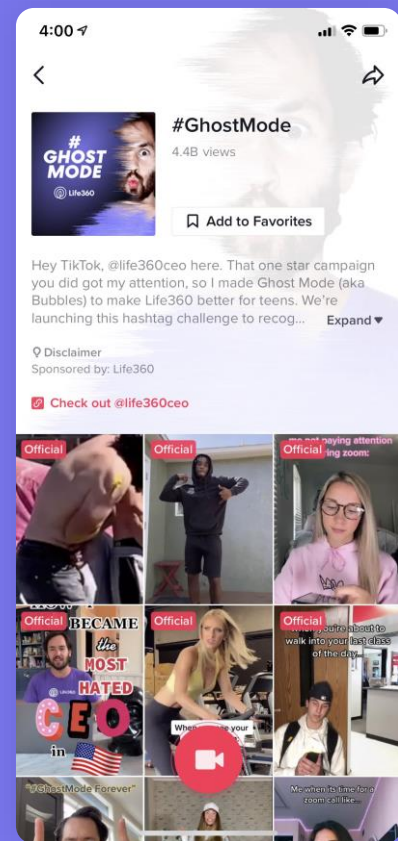 4:00
#
GHOST
MODE
Life360
#GhostMode
4.4B views
Add to Favorites
Hey TikTok, @life360ceo here. That one star campaign
you did got my attention, so I made Ghost Mode (aka
Bubbles) to make Life360 better for teens. We're
launching this hashtag challenge to recog... Expand
Disclaimer
Sponsored by: Life360
Check out @life360ceo
Official
Official
Official
not paying attention
zoom:
Official
BECAME
the
MOST
HATED
CEO
in
Life360
Official
When
your
Official
you're about to
walk into your last class
of the day...
"#GhostMode Forever"
Me when its time for a
zoom call like...